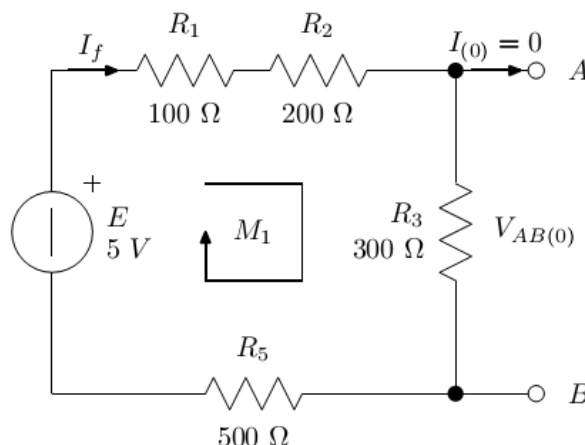 I_f
R_1
R_2
I_(0) = 0
A
100 Ω
200 Ω
+
E
5 V
M_1
R_3
300 Ω
V_AB(0)
R_5
500 Ω
B